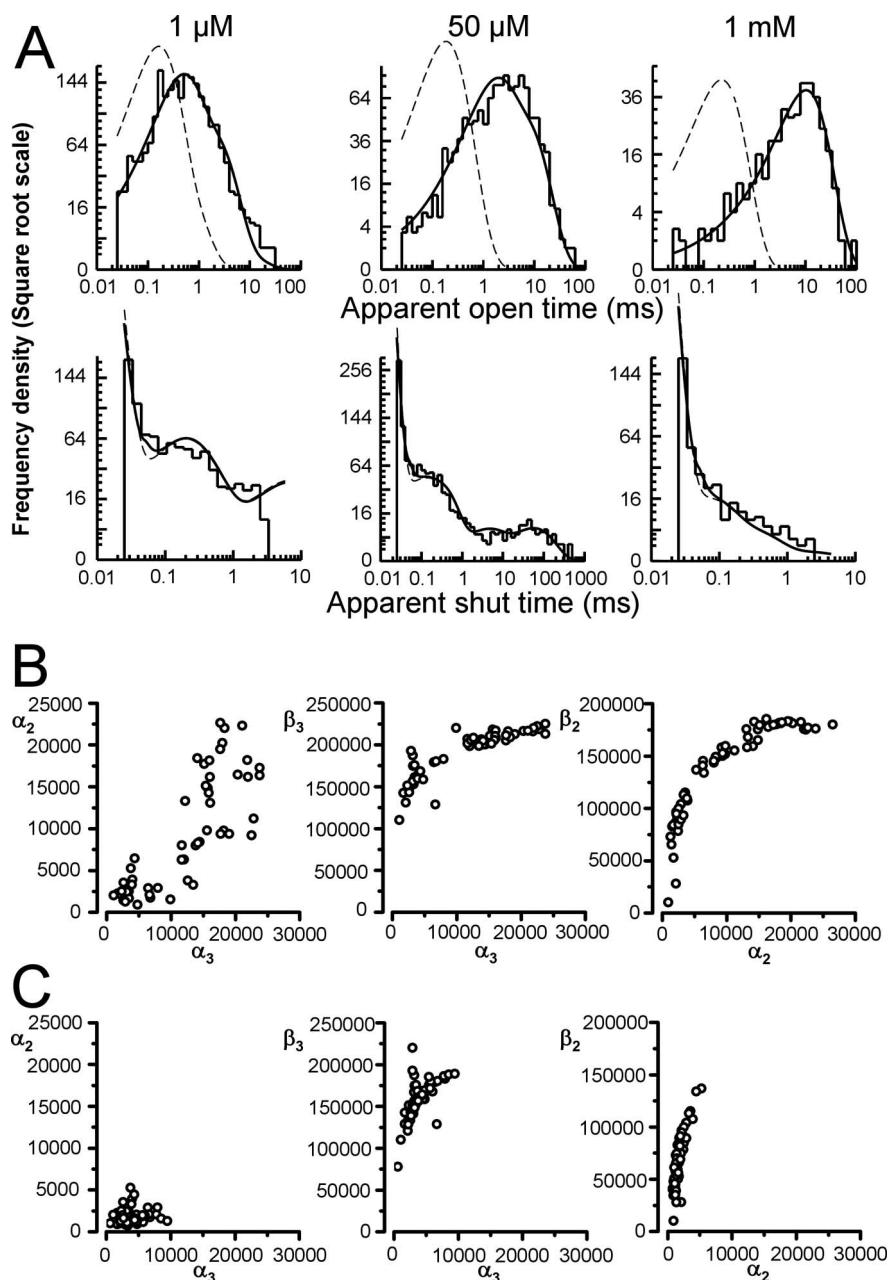 A
1 µM 50 µM 1 mM
Frequency density (Square root scale)
144
64
16
0
0.01 0.1 1 10 100
64
36
16
4
0
0.01 0.1 1 10 100
36
16
4
0
0.01 0.1 1 10 100
Apparent open time (ms)
144
64
16
0
0.01 0.1 1 10
256
144
64
16
0
0.01 0.1 1 10 100 1000
144
64
16
0
0.01 0.1 1 10
Apparent shut time (ms)
B
α2
25000
20000
15000
10000
5000
0
0 10000 20000 30000
α3
β3
250000
200000
150000
100000
50000
0
0 10000 20000 30000
α3
β2
200000
150000
100000
50000
0
0 10000 20000 30000
α2
C
α2
25000
20000
15000
10000
5000
0
0 10000 20000 30000
α3
β3
250000
200000
150000
100000
50000
0
0 10000 20000 30000
α3
β2
200000
150000
100000
50000
0
0 10000 20000 30000
α2